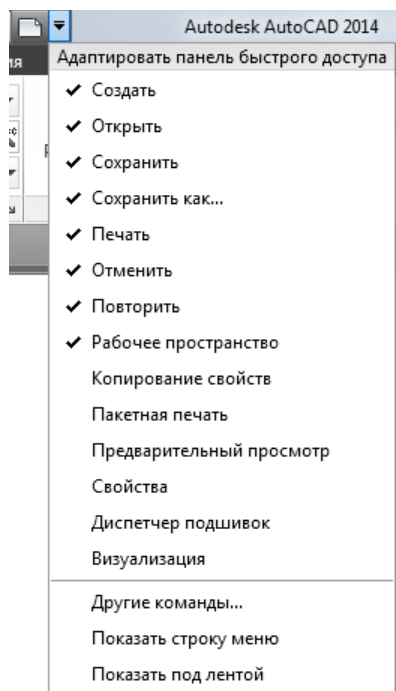 Autodesk AutoCAD 2014
ия
Адаптировать панель быстрого доступа
Создать
Открыть
Сохранить
Сохранить как...
Печать
Отменить
Повторить
Рабочее пространство
Копирование свойств
Пакетная печать
Предварительный просмотр
Свойства
Диспетчер подшивок
Визуализация
Другие команды...
Показать строку меню
Показать под лентой